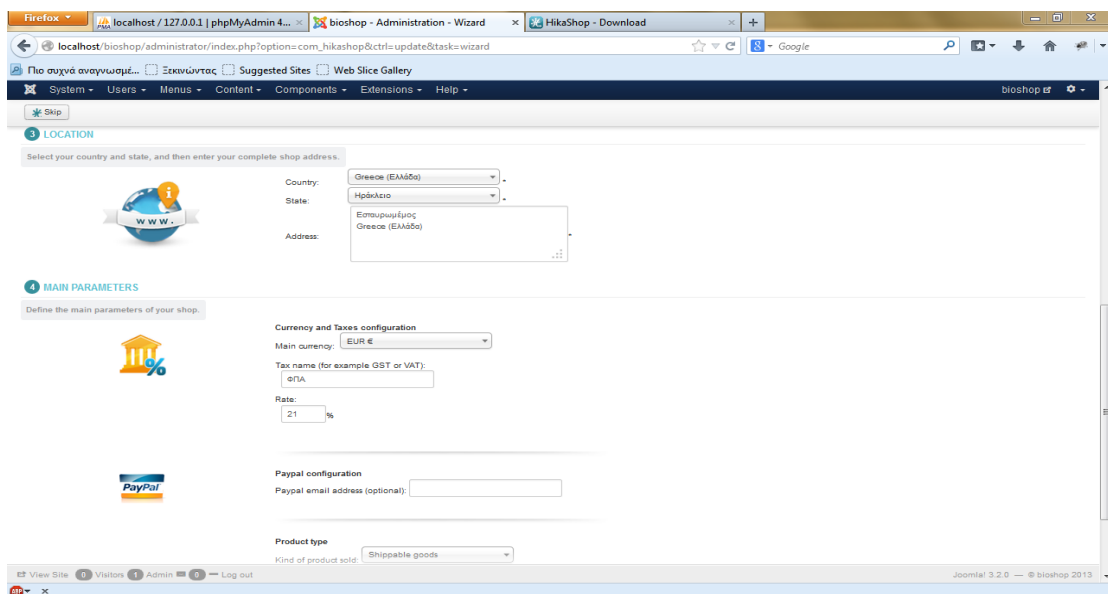 Firefox
localhost / 127.0.0.1 | phpMyAdmin 4...
bioshop - Administration - Wizard
HikaShop - Download
localhost/bioshop/administrator/index.php?option=com_hikashop&ctrl=update&task=wizard
Google
Πιο συχνά αναγνωσμέ...
Ξεκινώντας
Suggested Sites
Web Slice Gallery
System Users Menus Content Components Extensions Help
bioshop
Skip
3 LOCATION
Select your country and state, and then enter your complete shop address.
www.
Country: Greece (Ελλάδα)
State: Ηράκλειο
Address: Εσταυρωμέμος
Greece (Ελλάδα)
4 MAIN PARAMETERS
Define the main parameters of your shop.
Currency and Taxes configuration
Main currency: EUR €
Tax name (for example GST or VAT):
ΦΠΑ
Rate:
21 %
PayPal
Paypal configuration
Paypal email address (optional):
Product type
Kind of product sold: Shippable goods
View Site 0 Visitors 1 Admin 0 Log out
Joomla! 3.2.0 — © bioshop 2013
ABP